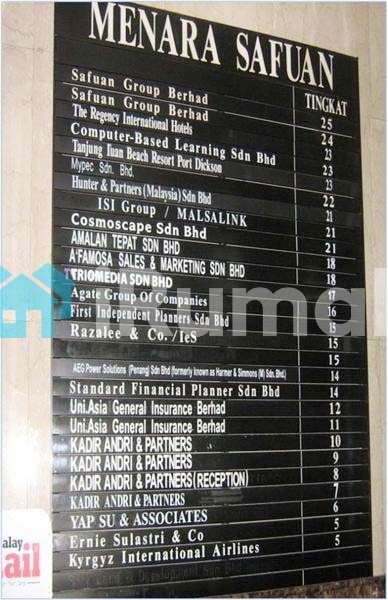 MENARA SAFUAN
TINGKAT
Safuan Group Berhad 25
Safuan Group Berhad 24
The Regency International Hotels 23
Computer-Based Learning Sdn Bhd 23
Tanjung Tuan Beach Resort Port Dickson 23
Mypec Sdn. Bhd. 22
Hunter & Partners (Malaysia) Sdn Bhd 21
ISI Group / MALSALINK 21
Cosmoscape Sdn Bhd 21
AMALAN TEPAT SDN BHD 18
A'FAMOSA SALES & MARKETING SDN BHD 18
TERIOMEDIA SDN BHD 17
Agate Group Of Companies 16
First Independent Planners Sdn Bhd 15
Razalee & Co. / IeS 15
15
AEG Power Solutions (Penang) Sdn Bhd (formerly known as Harmer & Simmons (M) Sdn. Bhd.) 14
Standard Financial Planner Sdn Bhd 14
Uni.Asia General Insurance Berhad 12
Uni.Asia General Insurance Berhad 11
KADIR ANDRI & PARTNERS 10
KADIR ANDRI & PARTNERS 9
KADIR ANDRI & PARTNERS (RECEPTION) 8
KADIR ANDRI & PARTNERS 7
YAP SU & ASSOCIATES 6
Ernie Sulastri & Co 5
Kyrgyz International Airlines 5
alay
ail